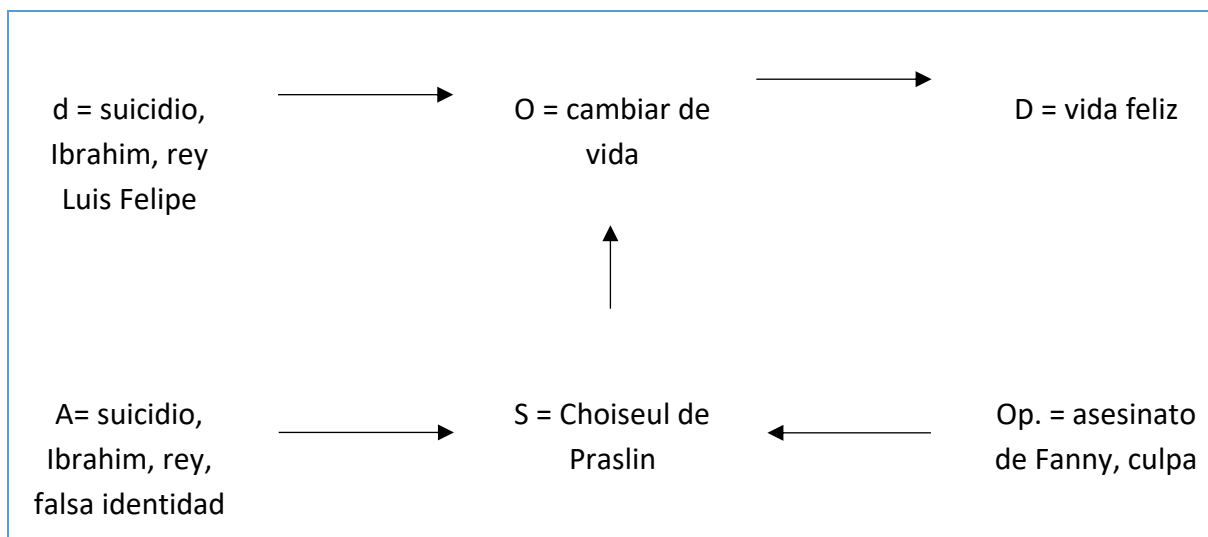 d = suicidio,
Ibrahim, rey
Luis Felipe
O = cambiar de
vida
D = vida feliz
A= suicidio,
Ibrahim, rey,
falsa identidad
S = Choiseul de
Praslin
Op. = asesinato
de Fanny, culpa